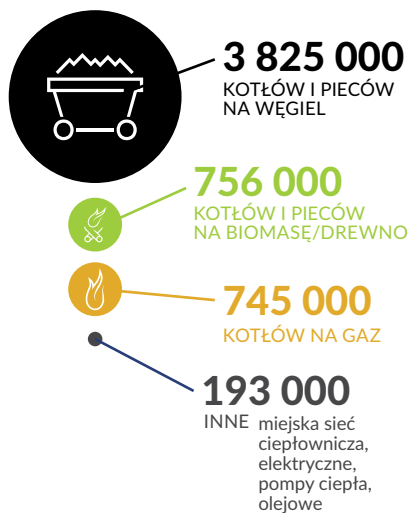 3 825 000
KOTŁÓW I PIECÓW
NA WĘGIEL
756 000
KOTŁÓW I PIECÓW
NA BIOMASĘ/DREWNO
745 000
KOTŁÓW NA GAZ
193 000
INNE miejska sieć
ciepłownicza,
elektryczne,
pompy ciepła,
olejowe